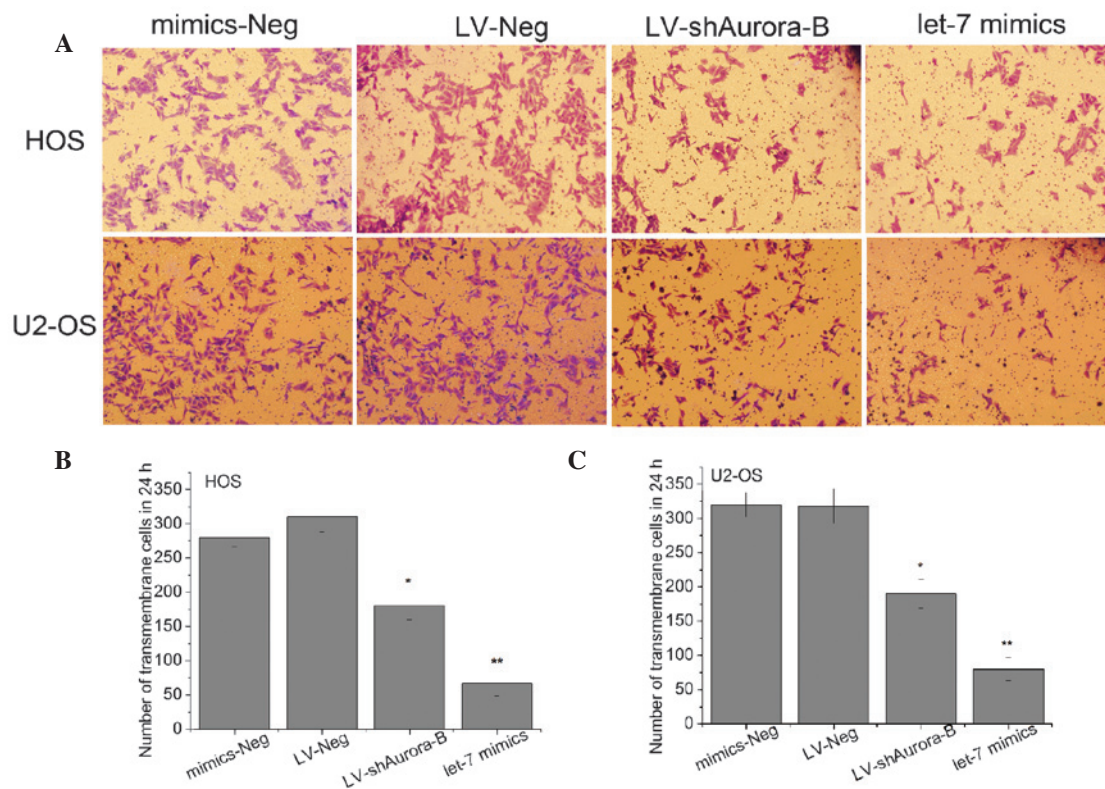 A
mimics-Neg LV-Neg LV-shAurora-B let-7 mimics
HOS
U2-OS
B
Number of transmembrane cells in 24 h
HOS
350
300
250
200
150
100
50
0
* **
mimics-Neg LV-Neg LV-shAurora-B let-7 mimics
C
Number of transmembrane cells in 24 h
U2-OS
350
300
250
200
150
100
50
0
* **
mimics-Neg LV-Neg LV-shAurora-B let-7 mimics